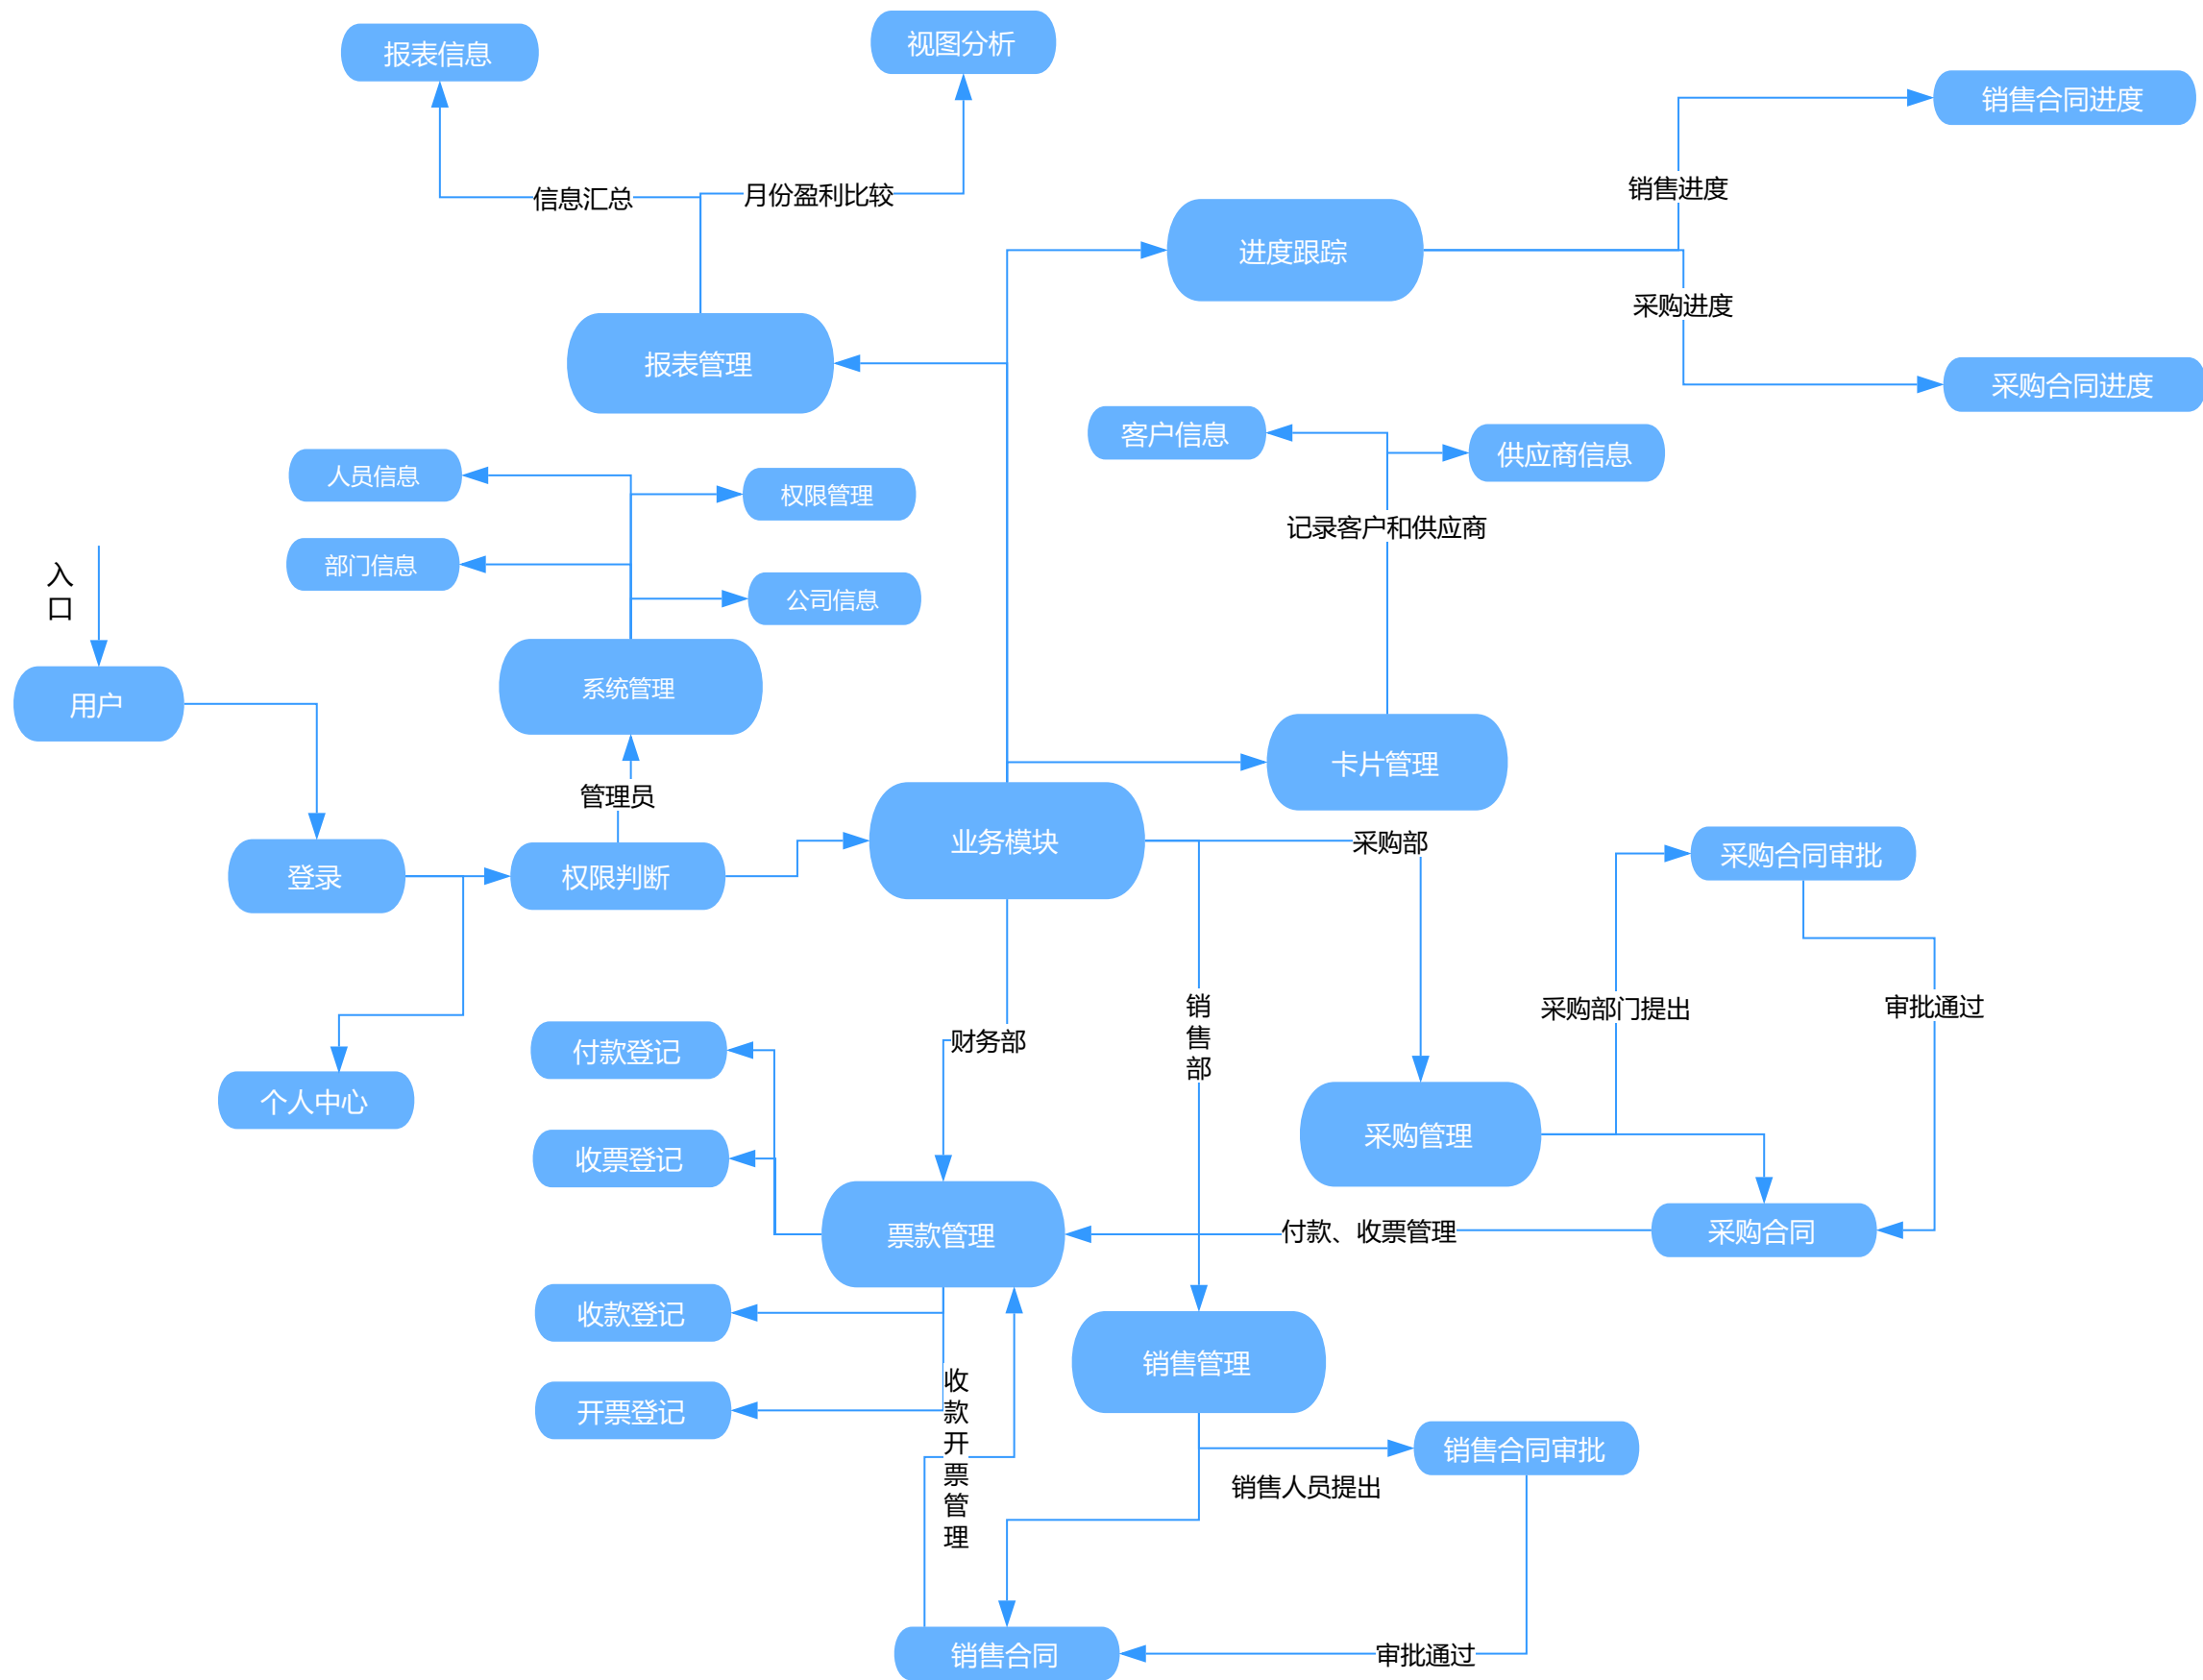 报表信息
视图分析
销售合同进度
信息汇总
月份盈利比较
销售进度
进度跟踪
采购进度
报表管理
采购合同进度
客户信息
供应商信息
人员信息
权限管理
记录客户和供应商
部门信息
公司信息
入
口
用户
系统管理
卡片管理
管理员
业务模块
采购部
采购合同审批
登录
权限判断
采购部门提出
审批通过
销
售
部
财务部
付款登记
个人中心
采购管理
收票登记
票款管理
付款、收票管理
采购合同
收款登记
销售管理
开票登记
收
款
开
票
管
理
销售合同审批
销售人员提出
销售合同
审批通过